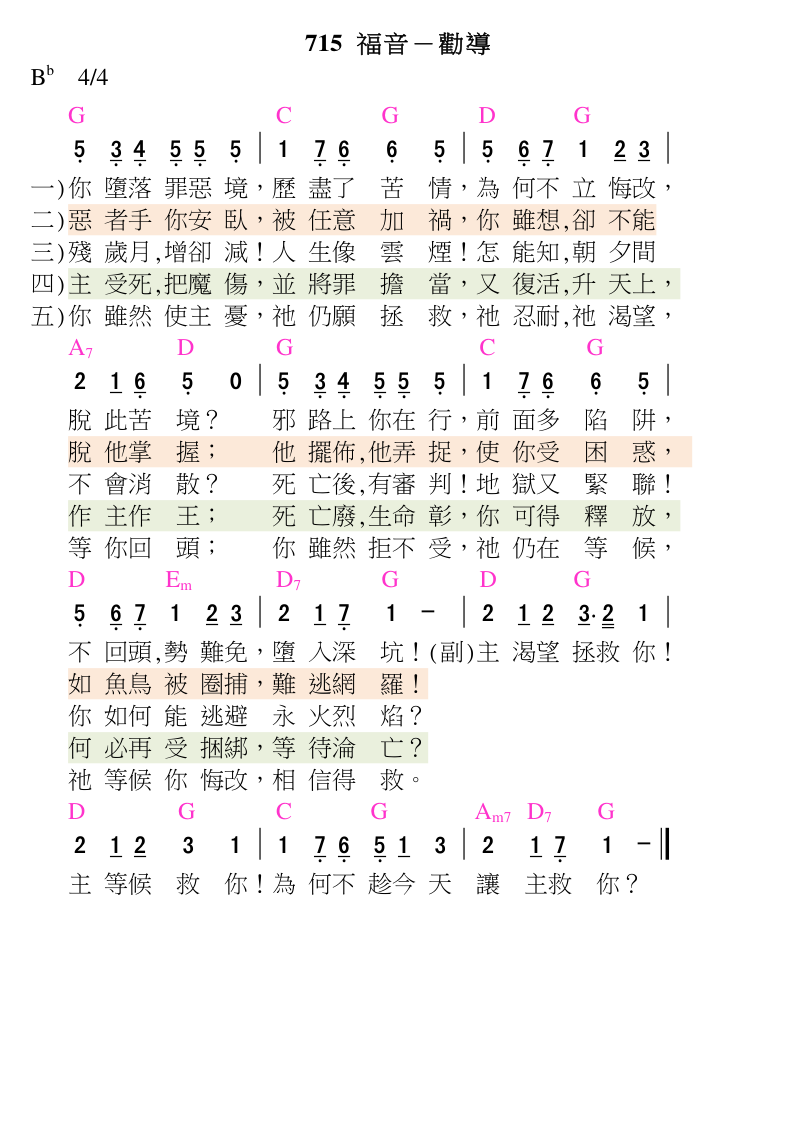 715 福音－勸導
B♭ 4/4
G C G D G
5 3 4 5 5 5 | 1 7 6 6 5 | 5 6 7 1 2 3 |
一)你 墮落 罪惡 境，歷 盡了 苦 情，為 何不 立 悔改，
二)惡 者手 你安 臥，被 任意 加 禍，你 雖想,卻 不能
三)殘 歲月,增卻 減！人 生像 雲 煙！怎 能知,朝 夕間
四)主 受死,把魔 傷，並 將罪 擔 當，又 復活,升 天上，
五)你 雖然 使主 憂，祂 仍願 拯 救，祂 忍耐,祂 渴望，
A7 D G C G
2 1 6 5 0 | 5 3 4 5 5 5 | 1 7 6 6 5 |
脫 此苦 境？ 邪 路上 你在 行，前 面多 陷 阱，
脫 他掌 握； 他 擺佈,他弄 捉，使 你受 困 惑，
不 會消 散？ 死 亡後,有審 判！地 獄又 緊 聯！
作 主作 王； 死 亡廢,生命 彰，你 可得 釋 放，
等 你回 頭； 你 雖然 拒不 受，祂 仍在 等 候，
D Em D7 G D G
5 6 7 1 2 3 | 2 1 7 1 － | 2 1 2 3· 2 1 |
不 回頭,勢 難免，墮 入深 坑！(副)主 渴望 拯救 你！
如 魚鳥 被 圈捕，難 逃網 羅！
你 如何 能 逃避 永 火烈 焰？
何 必再 受 捆綁，等 待淪 亡？
祂 等候 你 悔改，相 信得 救。
D G C G Am7 D7 G
2 1 2 3 1 | 1 7 6 5 1 3 | 2 1 7 1 － ‖
主 等候 救 你！為 何不 趁今 天 讓 主救 你？